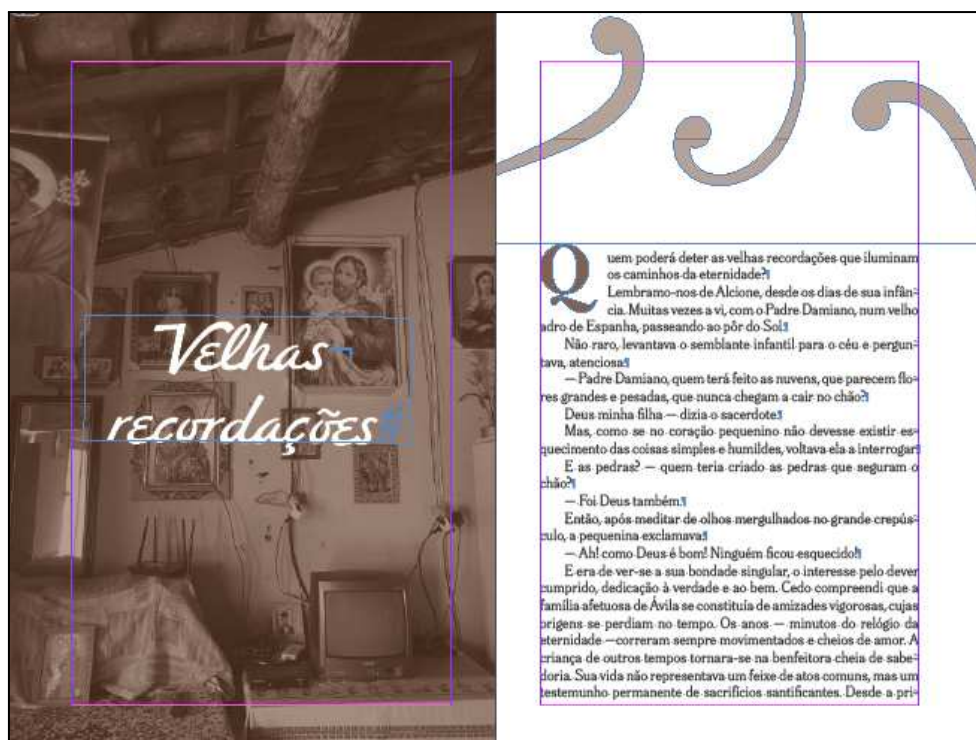 Velhas
recordações
Quem poderá deter as velhas recordações que iluminam
os caminhos da eternidade?
Lembramo-nos de Alcione, desde os dias de sua infân-
cia. Muitas vezes a vi, com o Padre Damiano, num velho
adro de Espanha, passeando ao pôr do Sol.
Não raro, levantava o semblante infantil para o céu e pergun-
tava, atenciosa:
— Padre Damiano, quem terá feito as nuvens, que parecem flo-
res grandes e pesadas, que nunca chegam a cair no chão?
Deus minha filha — dizia o sacerdote.
Mas, como se no coração pequenino não devesse existir es-
quecimento das coisas simples e humildes, voltava ela a interrogar:
E as pedras? — quem teria criado as pedras que seguram o
chão?
— Foi Deus também.
Então, após meditar de olhos mergulhados no grande crepús-
culo, a pequenina exclamava:
— Ah! como Deus é bom! Ninguém ficou esquecido!
E era de ver-se a sua bondade singular, o interesse pelo dever
cumprido, dedicação à verdade e ao bem. Cedo compreendi que a
família afetuosa de Ávila se constituía de amizades vigorosas, cujas
origens se perdiam no tempo. Os anos — minutos do relógio da
eternidade —correram sempre movimentados e cheios de amor. A
criança de outros tempos tornara-se na benfeitora cheia de sabe-
doria. Sua vida não representava um feixe de atos comuns, mas um
testemunho permanente de sacrifícios santificantes. Desde a pri-